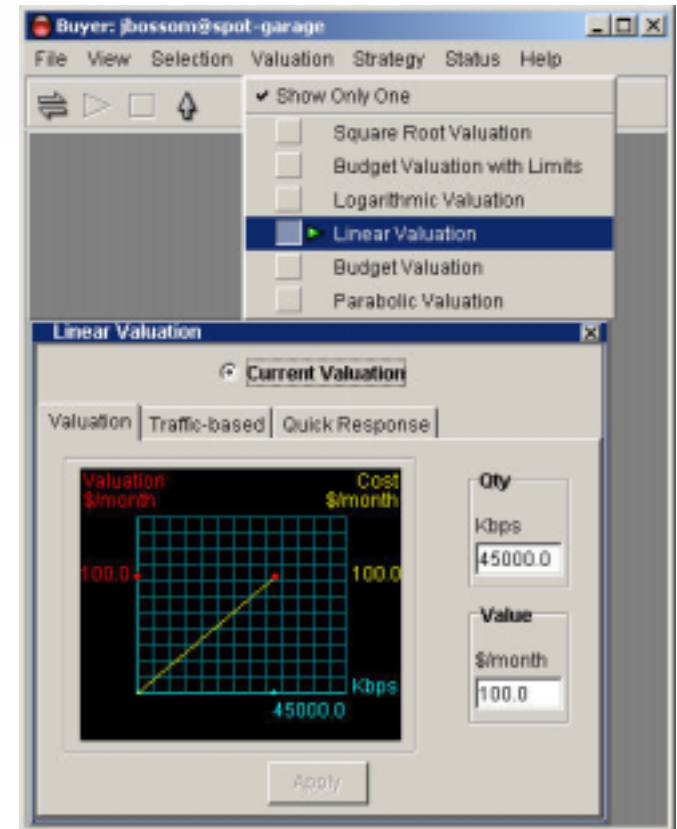 Buyer: jbossom@spot-garage
File View Selection Valuation Strategy Status Help
Show Only One
Square Root Valuation
Budget Valuation with Limits
Logarithmic Valuation
Linear Valuation
Budget Valuation
Parabolic Valuation
Linear Valuation
Current Valuation
Valuation Traffic-based Quick Response
Valuation
$/month
Cost
$/month
100.0
100.0
Kbps
45000.0
Qty
Kbps
45000.0
Value
$/month
100.0
Apply